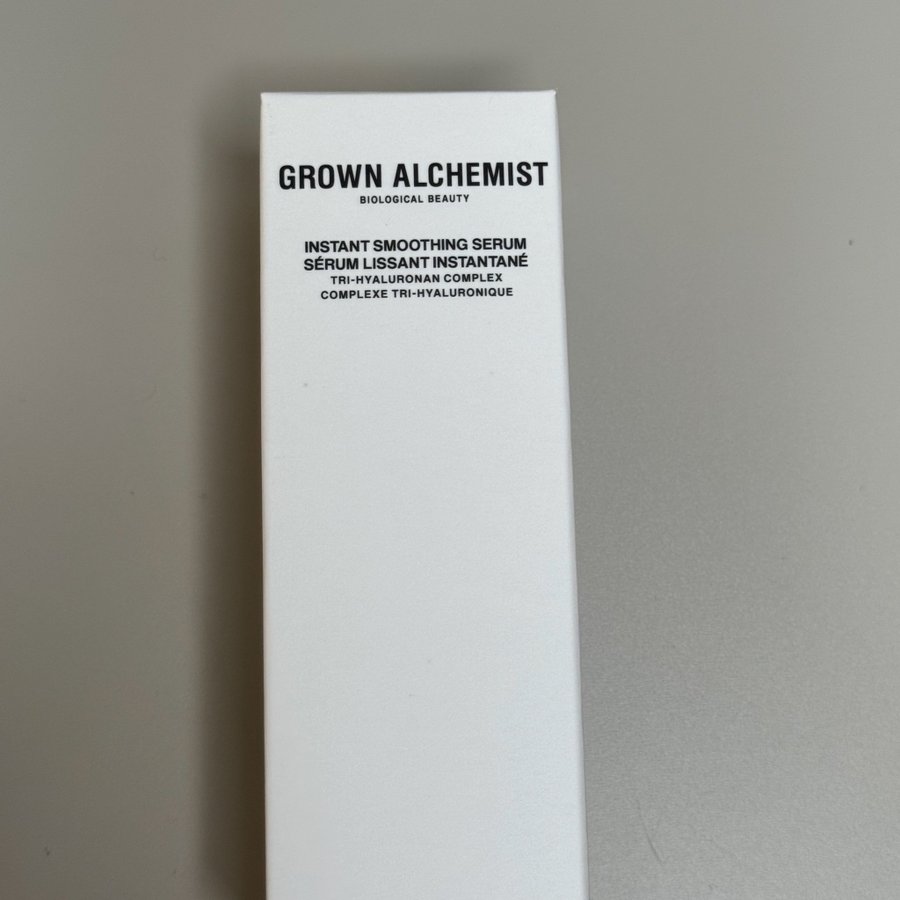 GROWN ALCHEMIST
BIOLOGICAL BEAUTY
INSTANT SMOOTHING SERUM
SÉRUM LISSANT INSTANTANÉ
TRI-HYALURONAN COMPLEX
COMPLEXE TRI-HYALURONIQUE